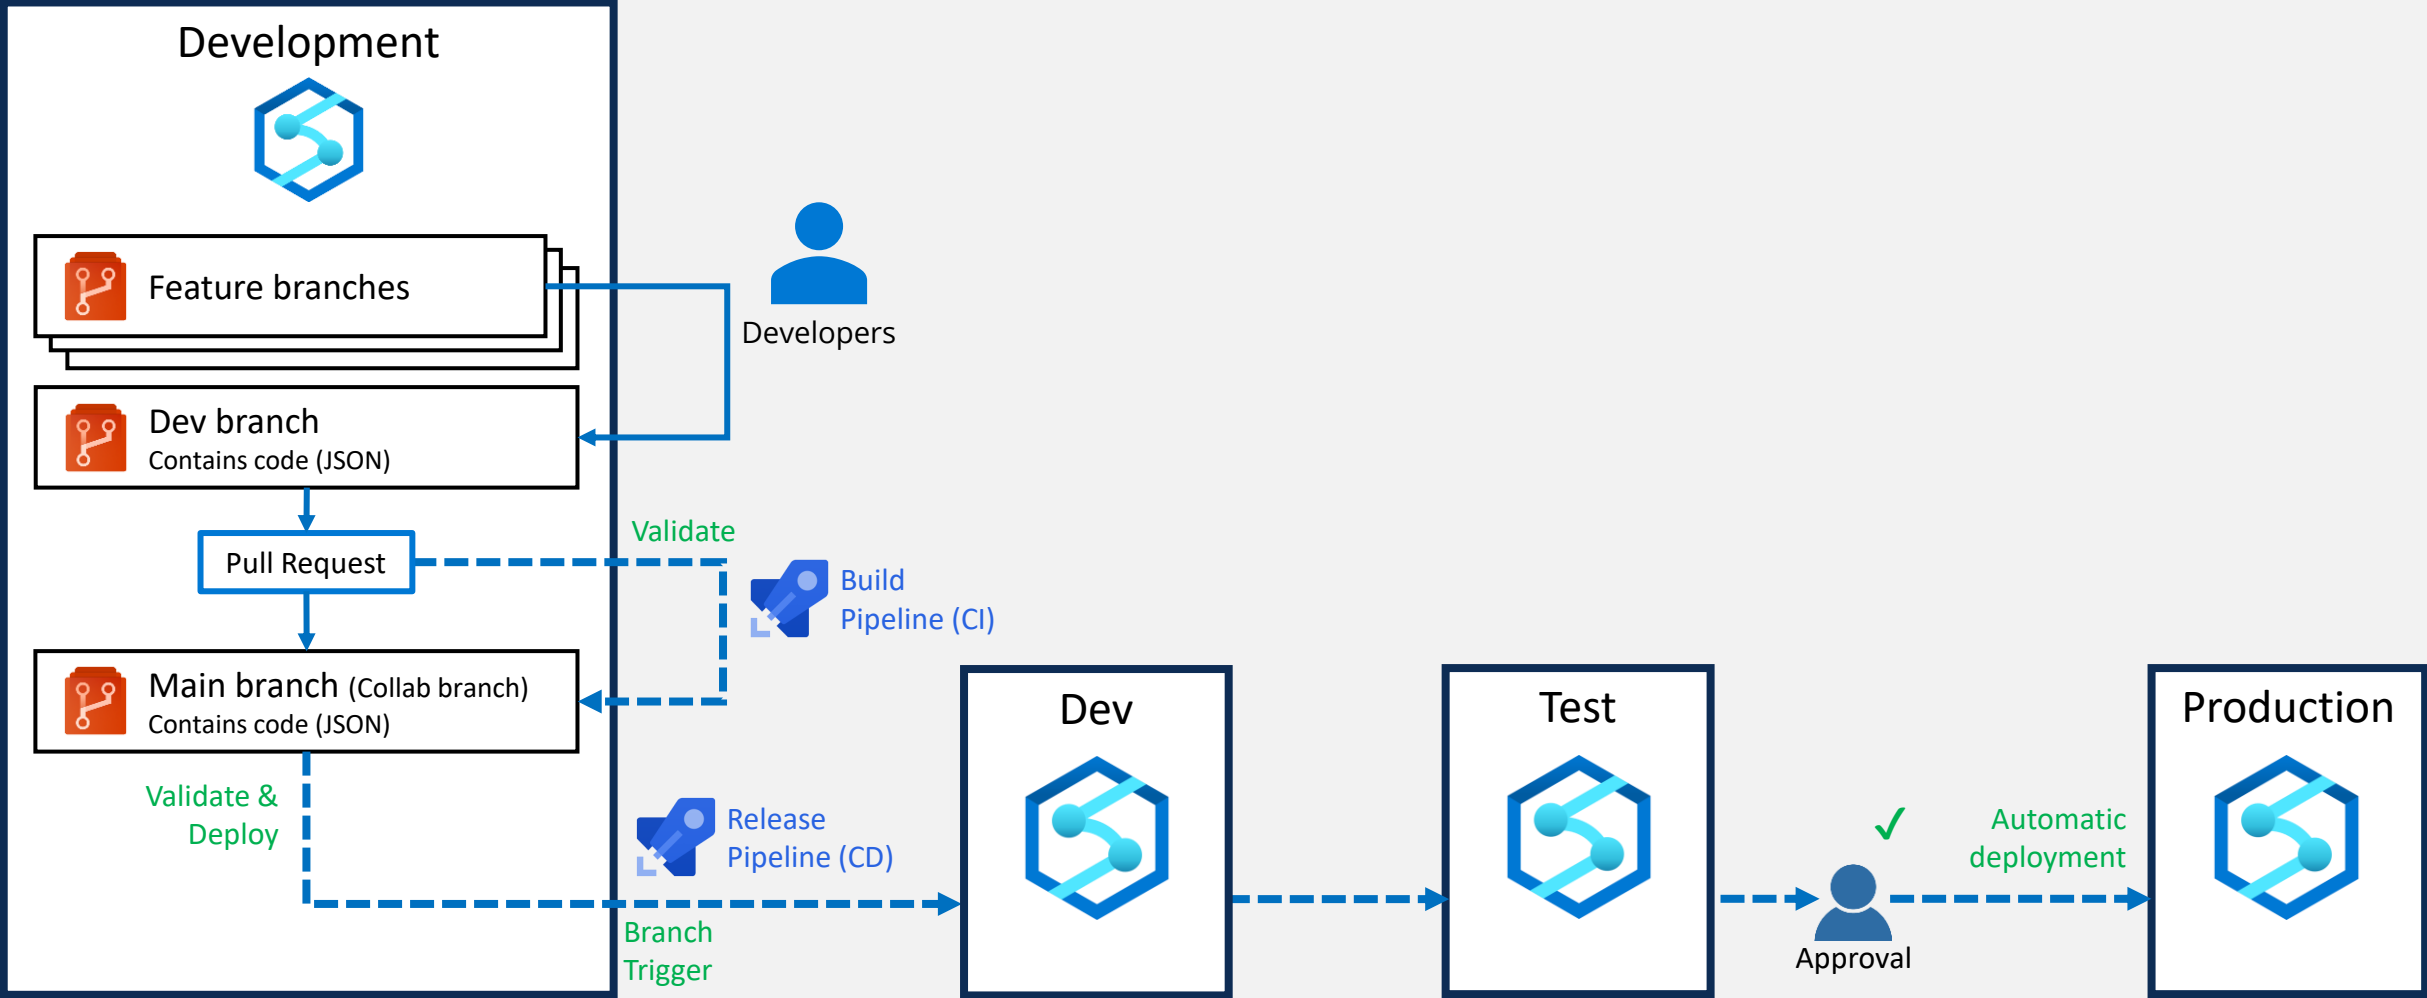 Development
Feature branches
Developers
Dev branch
Contains code (JSON)
Validate
Pull Request
Build
Pipeline (CI)
Main branch (Collab branch)
Contains code (JSON)
Validate &
Deploy
Release
Pipeline (CD)
Branch
Trigger
Dev
Test
Approval
Automatic
deployment
Production